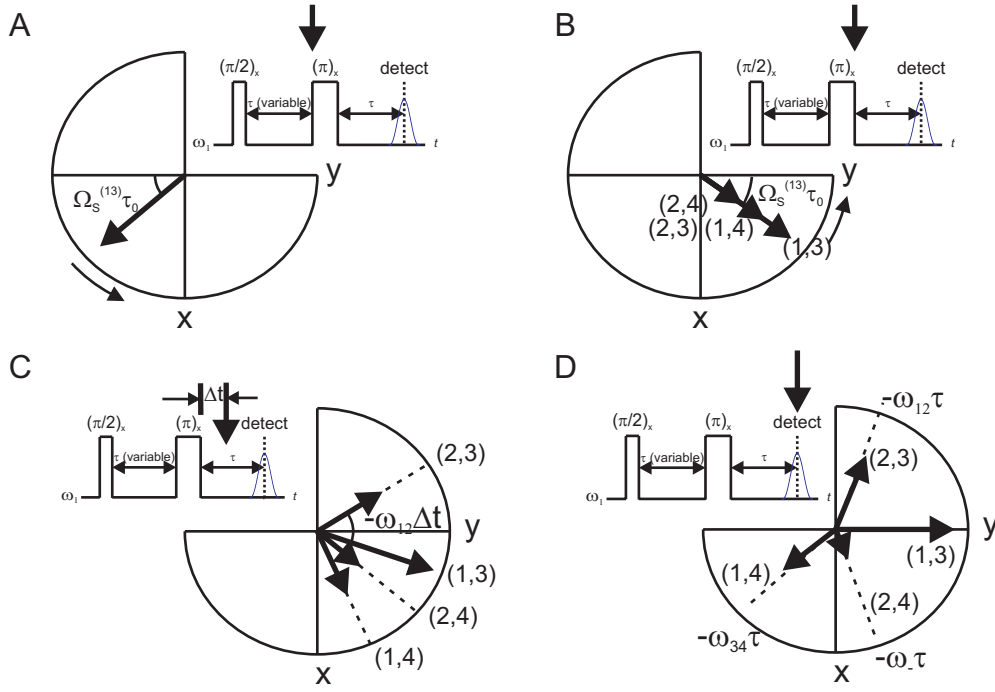 A
(π/2)ₓ
(π)ₓ
detect
τ (variable)
τ
ω₁
t
y
Ω_S⁽¹³⁾τ₀
x
B
(π/2)ₓ
(π)ₓ
detect
τ (variable)
τ
ω₁
t
y
(2,4)
Ω_S⁽¹³⁾τ₀
(2,3)
(1,4)
(1,3)
x
C
Δt
(π/2)ₓ
(π)ₓ
detect
τ (variable)
τ
ω₁
t
(2,3)
-ω₁₂Δt
y
(1,3)
(2,4)
(1,4)
x
D
-ω₁₂τ
(π/2)ₓ
(π)ₓ
detect
τ (variable)
τ
(2,3)
ω₁
t
y
(1,3)
(1,4)
(2,4)
-ω₃₄τ
-ω₋τ
x